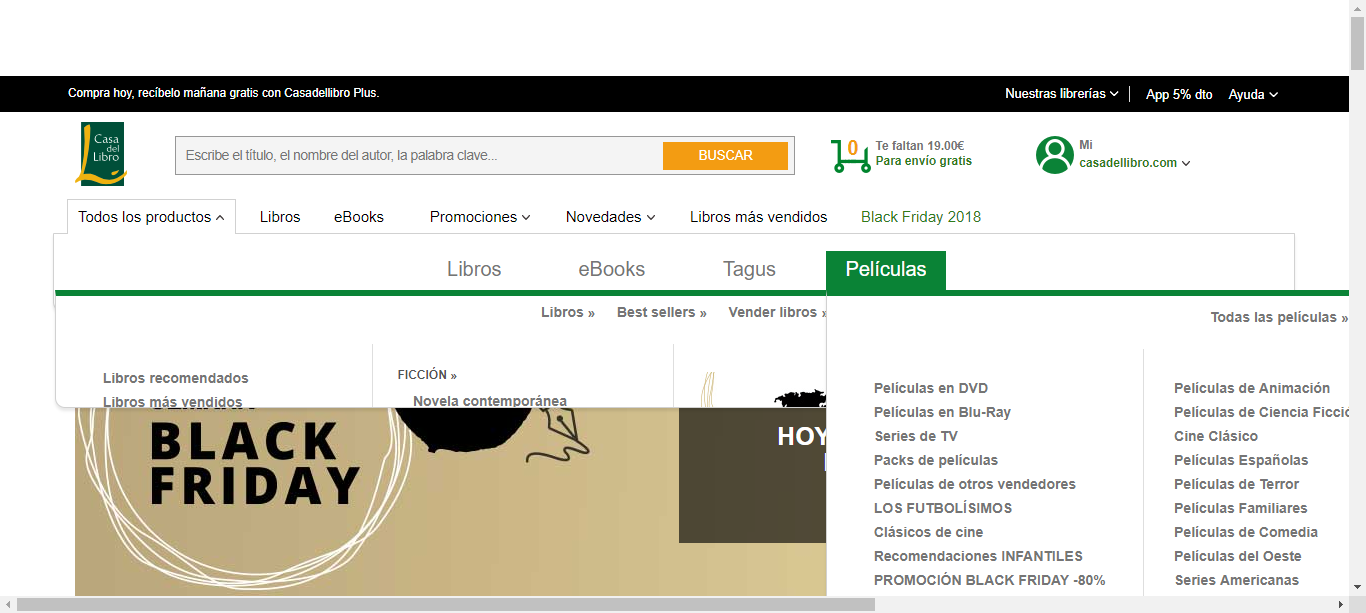 Compra hoy, recíbelo mañana gratis con Casadellibro Plus.
Nuestras librerías
App 5% dto
Ayuda
Casa
del
Libro
Escribe el título, el nombre del autor, la palabra clave...
BUSCAR
0
Te faltan 19.00€
Para envío gratis
Mi
casadellibro.com
Todos los productos
Libros
eBooks
Promociones
Novedades
Libros más vendidos
Black Friday 2018
Libros
eBooks
Tagus
Películas
Libros »
Best sellers »
Vender libros »
Todas las películas »
Libros recomendados
Libros más vendidos
FICCIÓN »
Novela contemporánea
BLACK
FRIDAY
HOY
Películas en DVD
Películas en Blu-Ray
Series de TV
Packs de películas
Películas de otros vendedores
LOS FUTBOLÍSIMOS
Clásicos de cine
Recomendaciones INFANTILES
PROMOCIÓN BLACK FRIDAY -80%
Películas de Animación
Películas de Ciencia Ficcio
Cine Clásico
Películas Españolas
Películas de Terror
Películas Familiares
Películas de Comedia
Películas del Oeste
Series Americanas